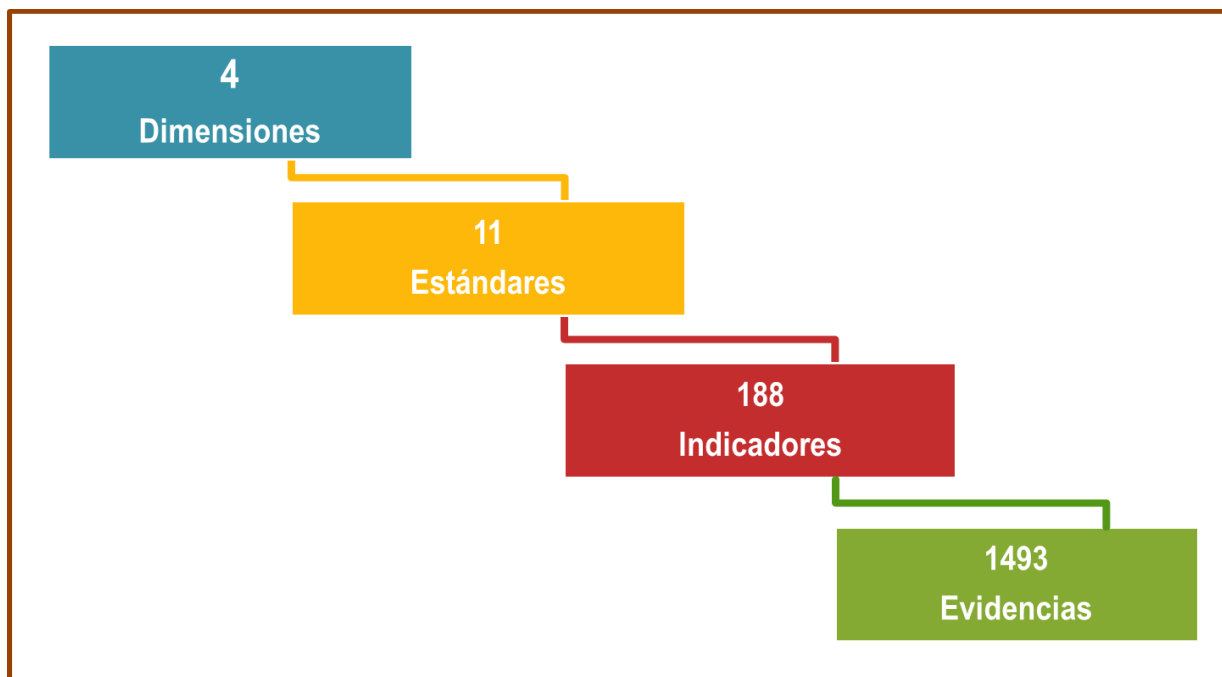 4
Dimensiones
11
Estándares
188
Indicadores
1493
Evidencias